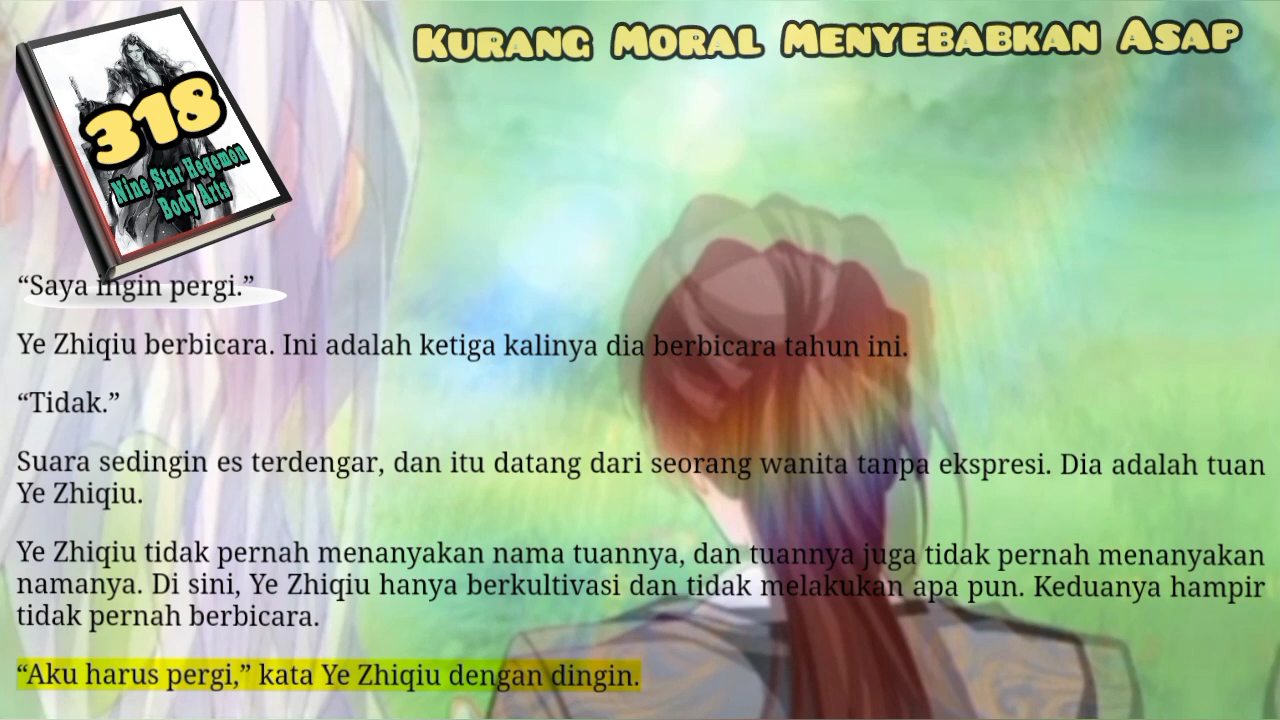 Kurang Moral Menyebabkan Asap
318
Nine Star Hegemon
Body Arts
“Saya ingin pergi.”
Ye Zhiqiu berbicara. Ini adalah ketiga kalinya dia berbicara tahun ini.
“Tidak.”
Suara sedingin es terdengar, dan itu datang dari seorang wanita tanpa ekspresi. Dia adalah tuan
Ye Zhiqiu.
Ye Zhiqiu tidak pernah menanyakan nama tuannya, dan tuannya juga tidak pernah menanyakan
namanya. Di sini, Ye Zhiqiu hanya berkultivasi dan tidak melakukan apa pun. Keduanya hampir
tidak pernah berbicara.
“Aku harus pergi,” kata Ye Zhiqiu dengan dingin.